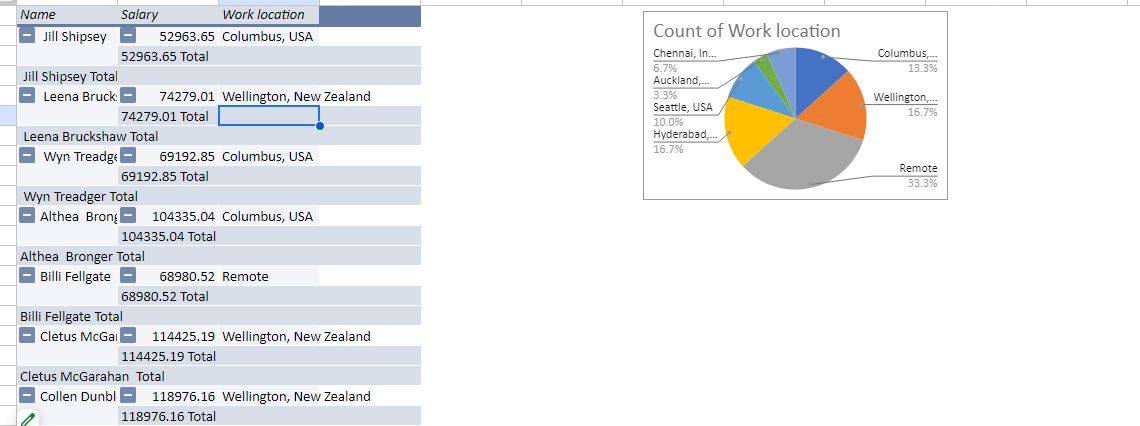 Name Salary Work location
Jill Shipsey 52963.65 Columbus, USA
52963.65 Total
Jill Shipsey Total
Leena Bruck 74279.01 Wellington, New Zealand
74279.01 Total
Leena Bruckshaw Total
Wyn Treadge 69192.85 Columbus, USA
69192.85 Total
Wyn Treadger Total
Althea Brong 104335.04 Columbus, USA
104335.04 Total
Althea Bronger Total
Billi Fellgate 68980.52 Remote
68980.52 Total
Billi Fellgate Total
Cletus McGa 114425.19 Wellington, New Zealand
114425.19 Total
Cletus McGarahan Total
Collen Dunbl 118976.16 Wellington, New Zealand
118976.16 Total
Count of Work location
Chennai, In...
6.7%
Auckland,...
3.3%
Seattle, USA
10.0%
Hyderabad,...
16.7%
Columbus,...
13.3%
Wellington,...
16.7%
Remote
33.3%